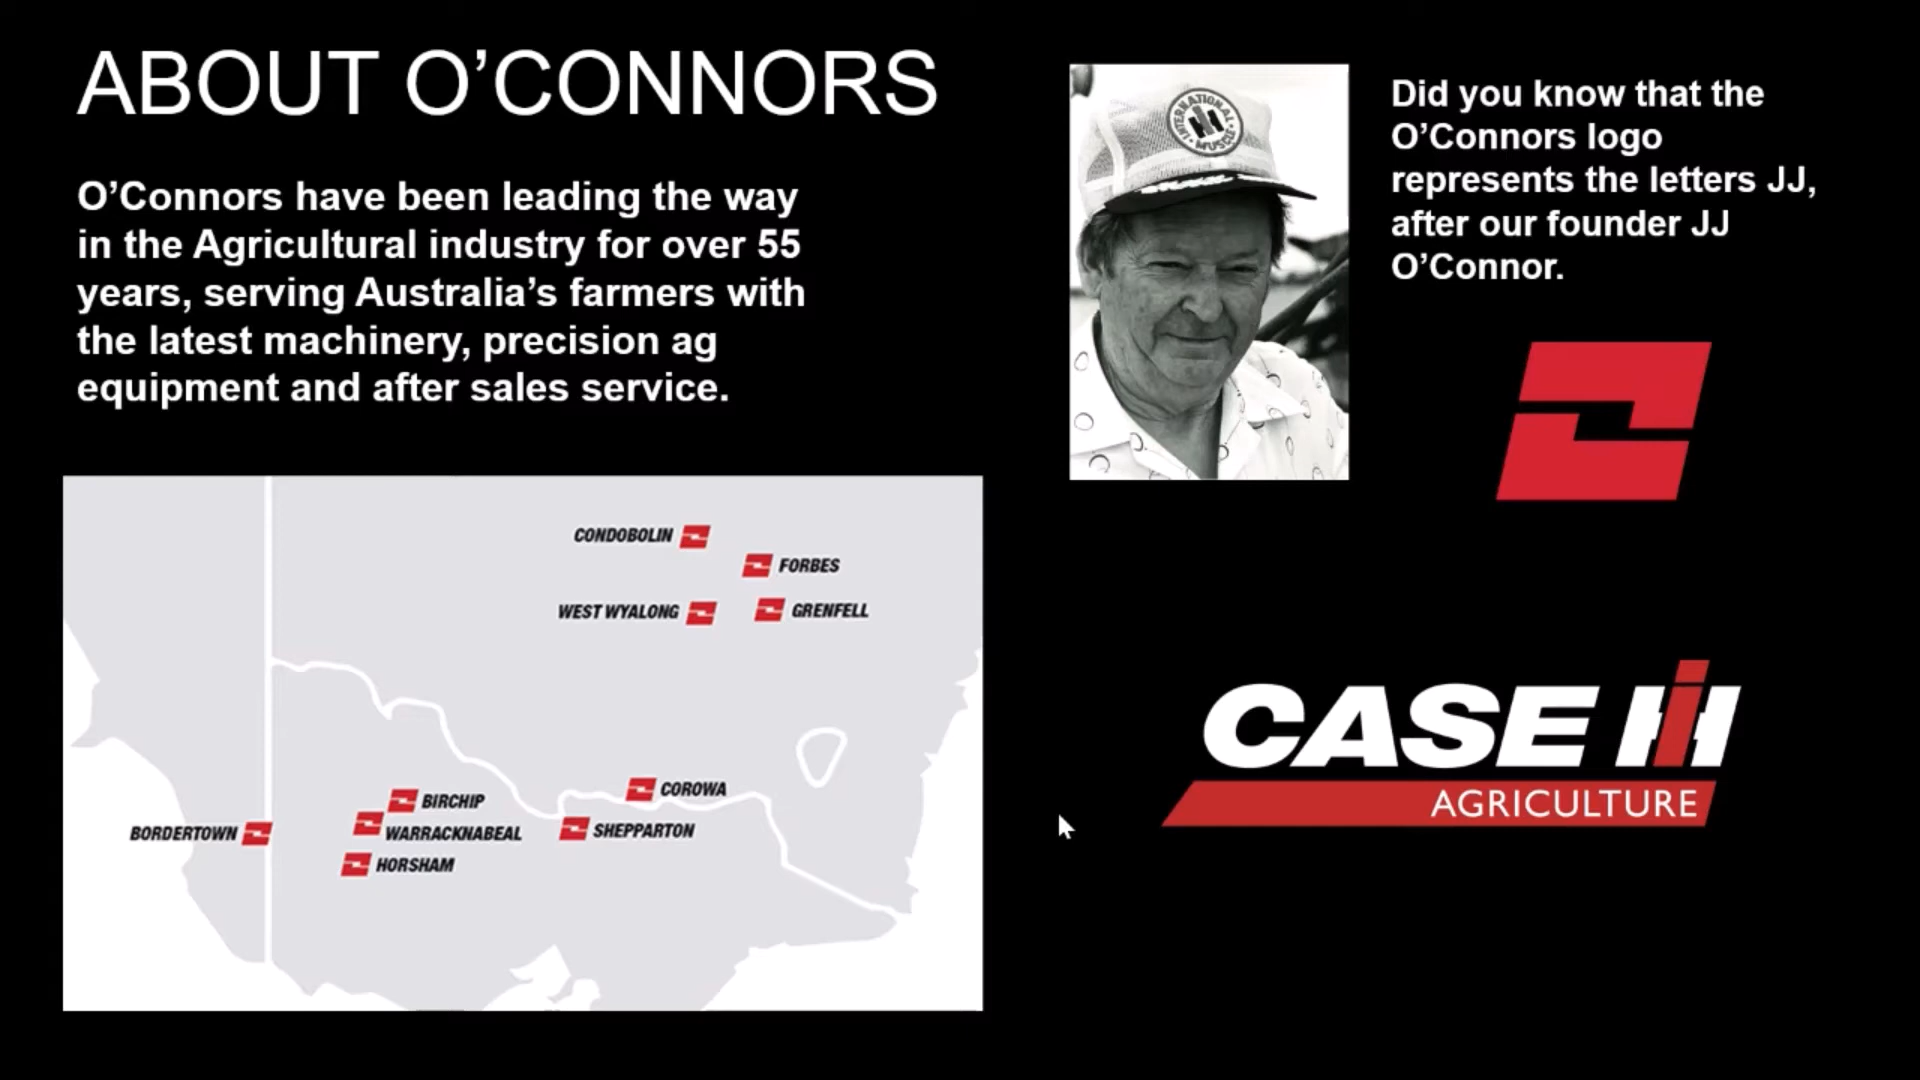 ABOUT O’CONNORS
O’Connors have been leading the way
in the Agricultural industry for over 55
years, serving Australia’s farmers with
the latest machinery, precision ag
equipment and after sales service.
INTERNATIONAL
MUSCLE
Did you know that the
O’Connors logo
represents the letters JJ,
after our founder JJ
O’Connor.
CONDOBOLIN
FORBES
WEST WYALONG
GRENFELL
COROWA
BIRCHIP
SHEPPARTON
BORDERTOWN
WARRACKNABEAL
HORSHAM
CASE IH
AGRICULTURE